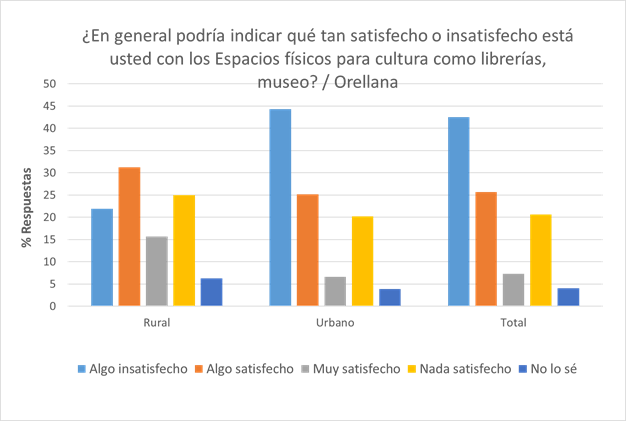 ¿En general podría indicar qué tan satisfecho o insatisfecho está
usted con los Espacios físicos para cultura como librerías,
museo? / Orellana
50
45
40
35
30
25
20
15
10
5
0
% Respuestas
Rural Urbano Total
Algo insatisfecho Algo satisfecho Muy satisfecho Nada satisfecho No lo sé